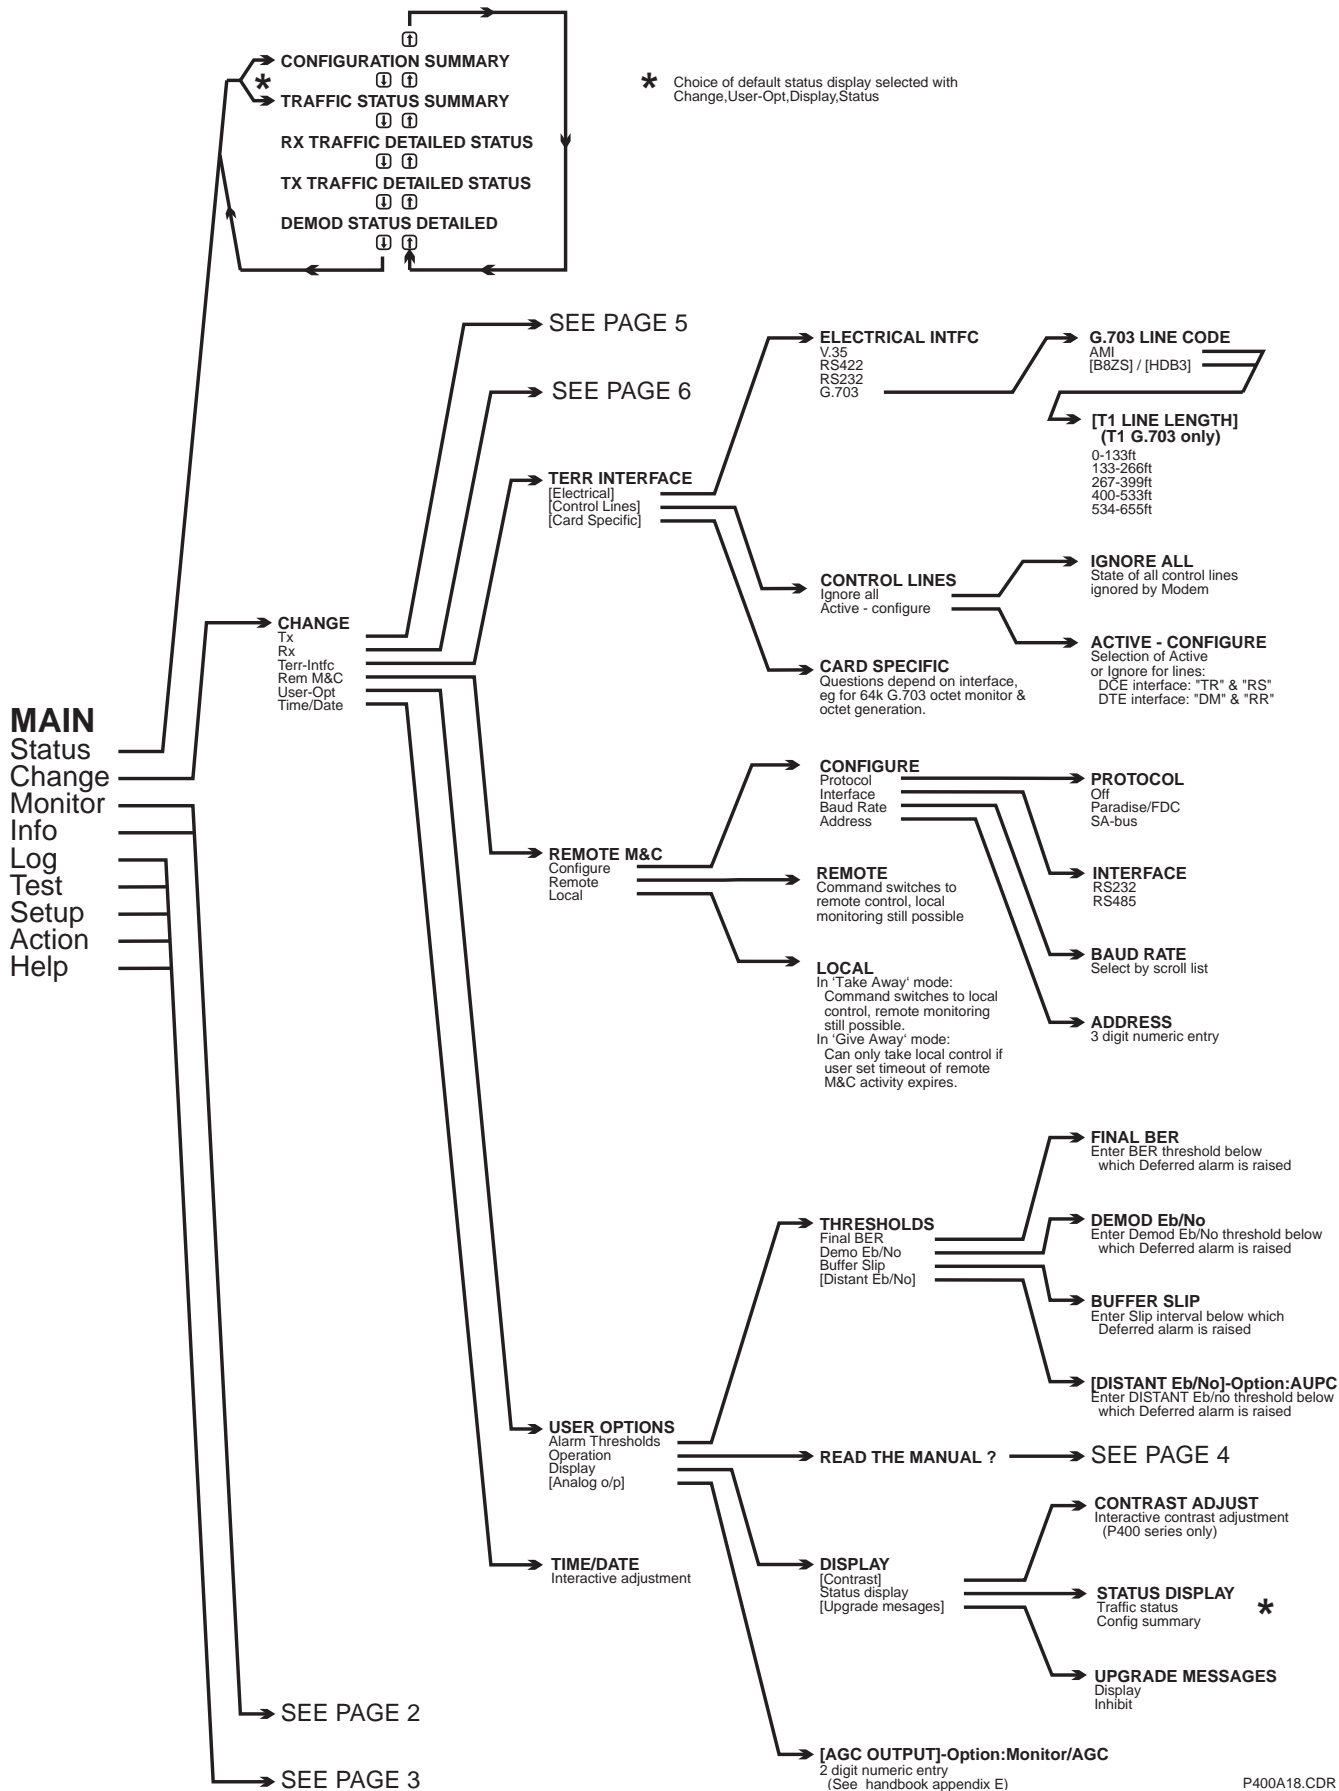 CONFIGURATION SUMMARY
*
TRAFFIC STATUS SUMMARY
RX TRAFFIC DETAILED STATUS
TX TRAFFIC DETAILED STATUS
DEMOD STATUS DETAILED
* Choice of default status display selected with
Change,User-Opt,Display,Status
MAIN
Status
Change
Monitor
Info
Log
Test
Setup
Action
Help
CHANGE
Tx
Rx
Terr-Intfc
Rem M&C
User-Opt
Time/Date
SEE PAGE 2
SEE PAGE 3
SEE PAGE 5
SEE PAGE 6
TERR INTERFACE
[Electrical]
[Control Lines]
[Card Specific]
REMOTE M&C
Configure
Remote
Local
USER OPTIONS
Alarm Thresholds
Operation
Display
[Analog o/p]
TIME/DATE
Interactive adjustment
ELECTRICAL INTFC
V.35
RS422
RS232
G.703
CONTROL LINES
Ignore all
Active - configure
CARD SPECIFIC
Questions depend on interface,
eg for 64k G.703 octet monitor &
octet generation.
CONFIGURE
Protocol
Interface
Baud Rate
Address
REMOTE
Command switches to
remote control, local
monitoring still possible
LOCAL
In 'Take Away' mode:
Command switches to local
control, remote monitoring
still possible.
In 'Give Away' mode:
Can only take local control if
user set timeout of remote
M&C activity expires.
THRESHOLDS
Final BER
Demo Eb/No
Buffer Slip
[Distant Eb/No]
READ THE MANUAL ?
DISPLAY
[Contrast]
Status display
[Upgrade mesages]
[AGC OUTPUT]-Option:Monitor/AGC
2 digit numeric entry
(See handbook appendix E)
G.703 LINE CODE
AMI
[B8ZS] / [HDB3]
[T1 LINE LENGTH]
(T1 G.703 only)
0-133ft
133-266ft
267-399ft
400-533ft
534-655ft
IGNORE ALL
State of all control lines
ignored by Modem
ACTIVE - CONFIGURE
Selection of Active
or Ignore for lines:
DCE interface: "TR" & "RS"
DTE interface: "DM" & "RR"
PROTOCOL
Off
Paradise/FDC
SA-bus
INTERFACE
RS232
RS485
BAUD RATE
Select by scroll list
ADDRESS
3 digit numeric entry
FINAL BER
Enter BER threshold below
which Deferred alarm is raised
DEMOD Eb/No
Enter Demod Eb/No threshold below
which Deferred alarm is raised
BUFFER SLIP
Enter Slip interval below which
Deferred alarm is raised
[DISTANT Eb/No]-Option:AUPC
Enter DISTANT Eb/no threshold below
which Deferred alarm is raised
SEE PAGE 4
CONTRAST ADJUST
Interactive contrast adjustment
(P400 series only)
STATUS DISPLAY
Traffic status
Config summary
*
UPGRADE MESSAGES
Display
Inhibit
P400A18.CDR